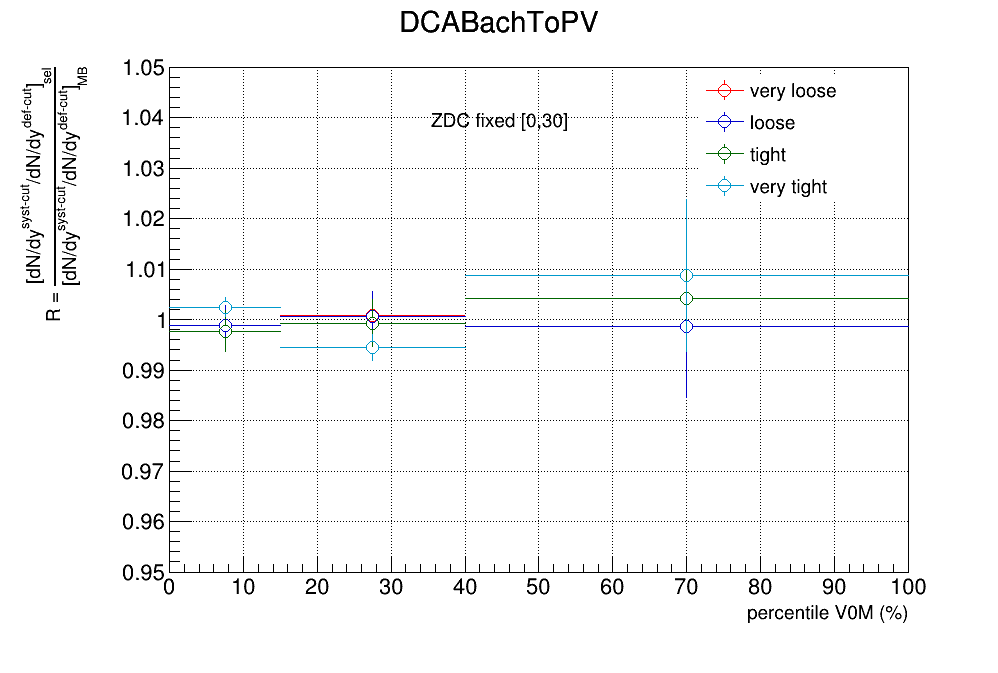 DCABachToPV
R = [dN/dy^syst-cut/dN/dy^def-cut]_sel
[dN/dy^syst-cut/dN/dy^def-cut]_MB
1.05
1.04
1.03
1.02
1.01
1
0.99
0.98
0.97
0.96
0.95
ZDC fixed [0,30]
very loose
loose
tight
very tight
0 10 20 30 40 50 60 70 80 90 100
percentile V0M (%)